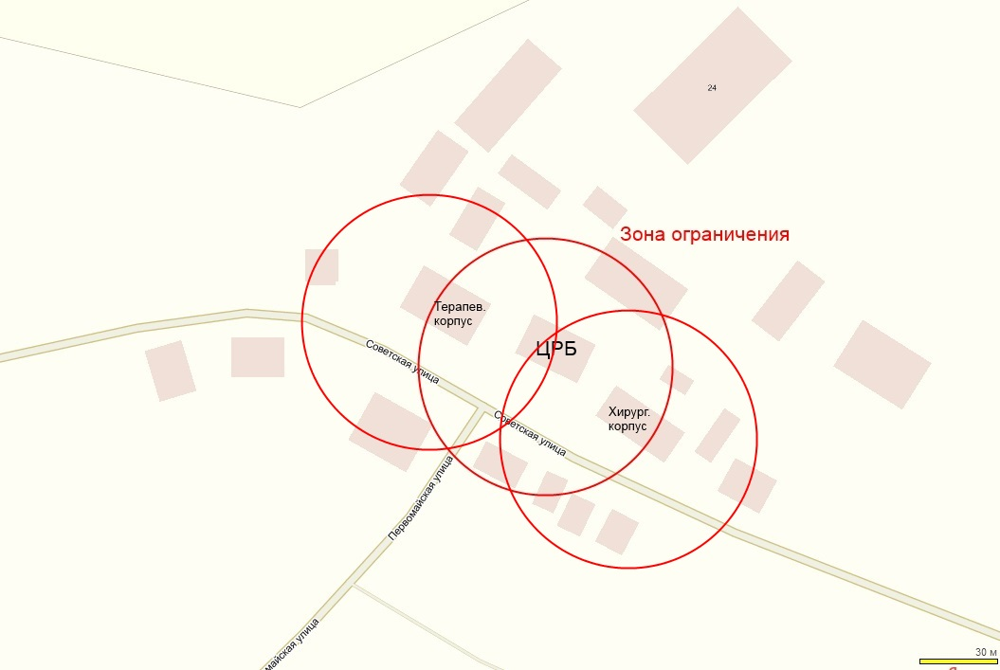 24
Зона ограничения
Терапев.
корпус
Советская улица
ЦРБ
Хирург.
корпус
Советская улица
Первомайская улица
майская улица
30 м